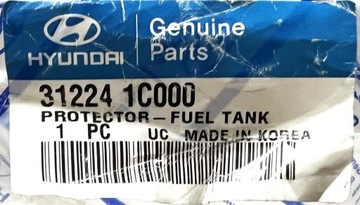 HYUNDAI
Genuine
Parts
31224 1C000
PROTECTOR-FUEL TANK
1 PC UC MADE IN KOREA